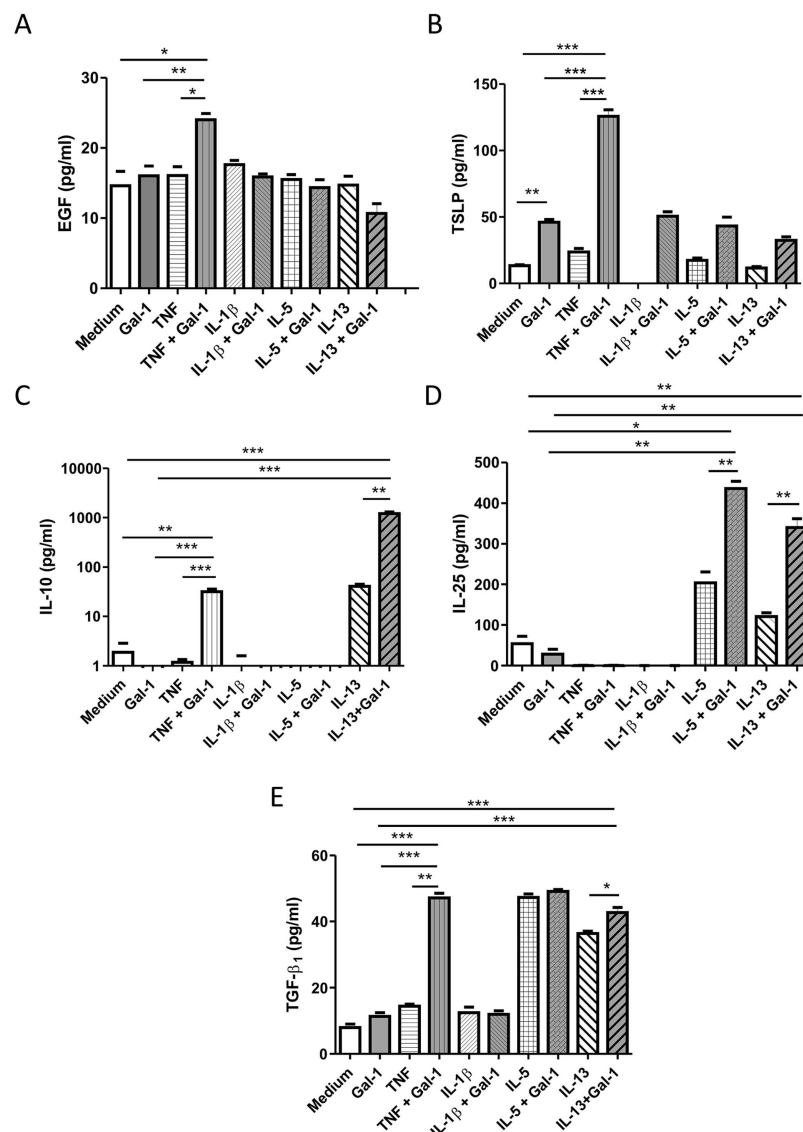 A
*
**
*
30
20
10
0
EGF (pg/ml)
Medium
Gal-1
TNF
TNF + Gal-1
IL-1β
IL-1β + Gal-1
IL-5
IL-5 + Gal-1
IL-13
IL-13 + Gal-1
B
***
***
***
**
150
100
50
0
TSLP (pg/ml)
Medium
Gal-1
TNF
TNF + Gal-1
IL-1β
IL-1β + Gal-1
IL-5
IL-5 + Gal-1
IL-13
IL-13 + Gal-1
C
***
***
**
**
***
***
10000
1000
100
10
1
IL-10 (pg/ml)
Medium
Gal-1
TNF
TNF + Gal-1
IL-1β
IL-1β + Gal-1
IL-5
IL-5 + Gal-1
IL-13
IL-13+Gal-1
D
**
**
*
**
**
**
500
400
300
200
100
0
IL-25 (pg/ml)
Medium
Gal-1
TNF
TNF + Gal-1
IL-1β
IL-1β + Gal-1
IL-5
IL-5 + Gal-1
IL-13
IL-13 + Gal-1
E
***
***
***
***
**
*
60
40
20
0
TGF-β₁ (pg/ml)
Medium
Gal-1
TNF
TNF + Gal-1
IL-1β
IL-1β + Gal-1
IL-5
IL-5 + Gal-1
IL-13
IL-13+Gal-1